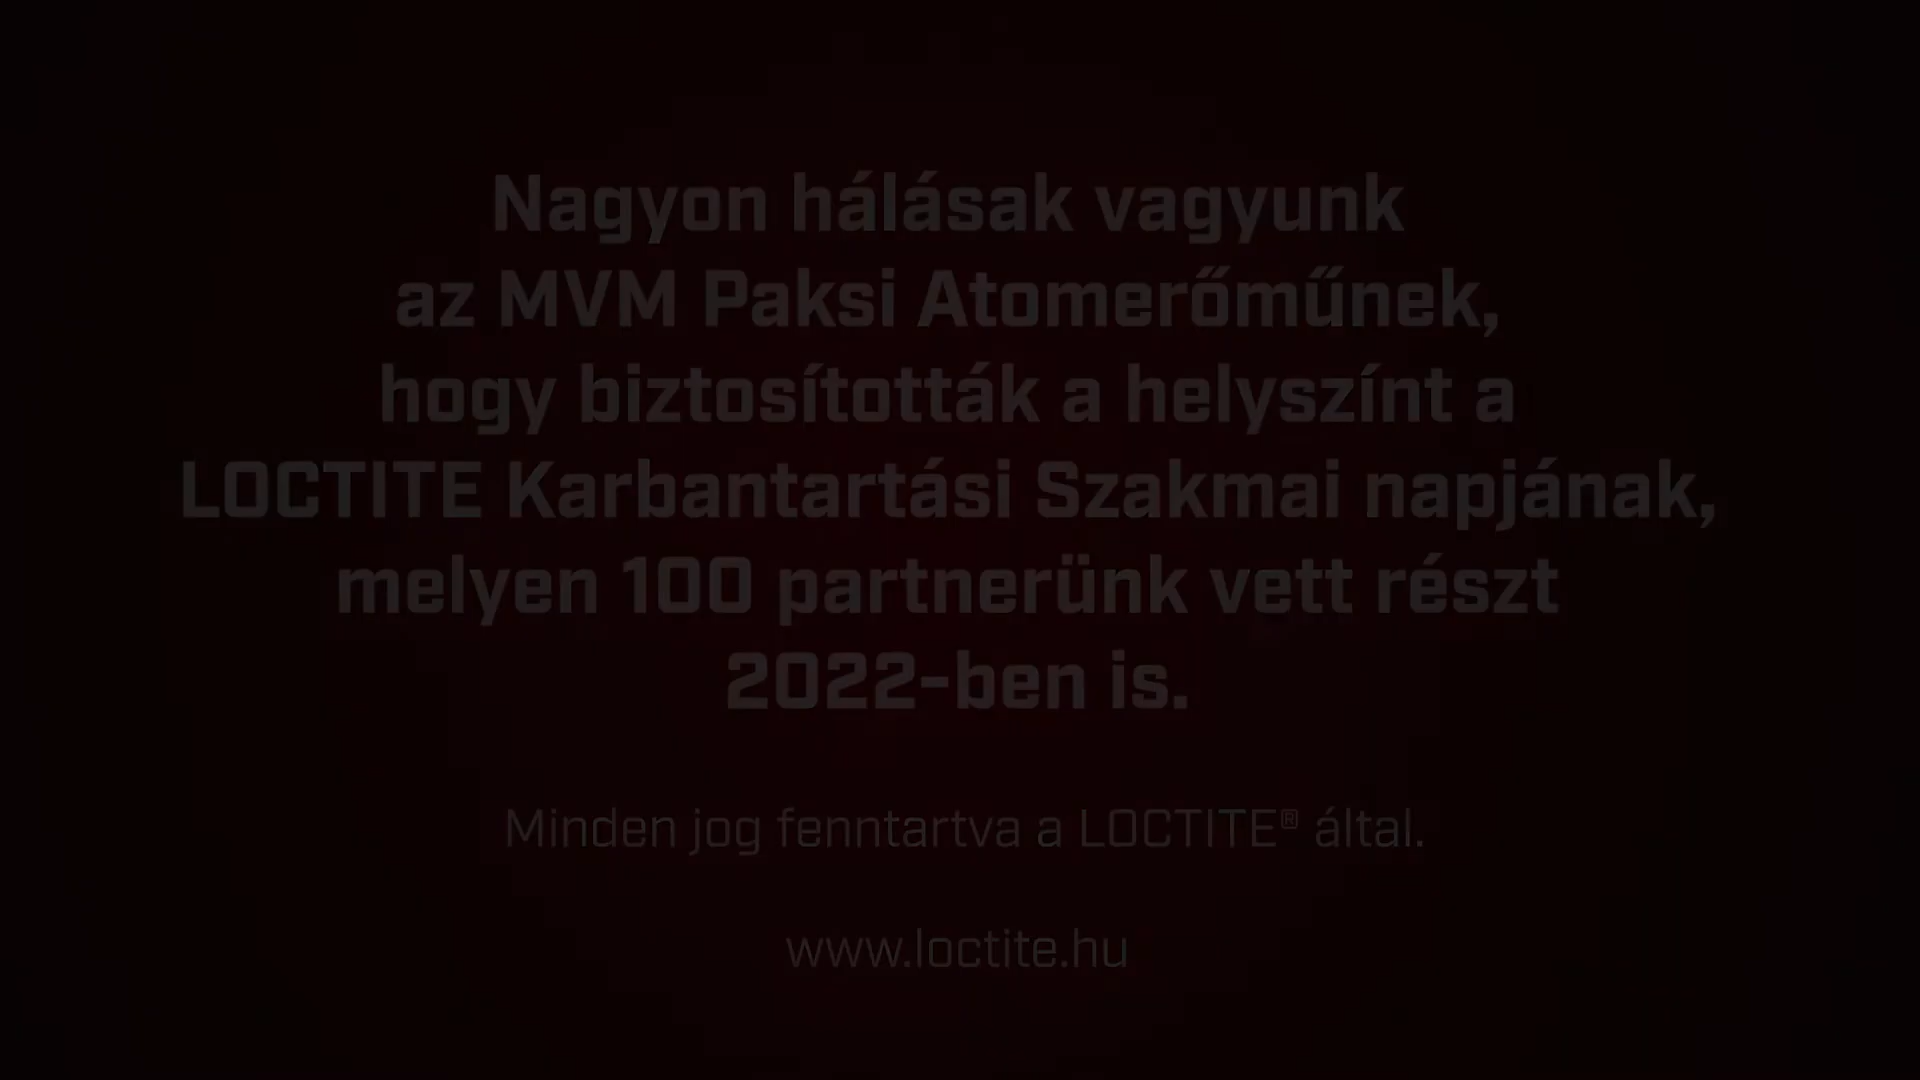 Nagyon hálásak vagyunk
az MVM Paksi Atomerőműnek,
hogy biztosították a helyszínt a
LOCTITE Karbantartási Szakmai napjának,
melyen 100 partnerünk vett részt
2022-ben is.
Minden jog fenntartva a LOCTITE® által.
www.loctite.hu